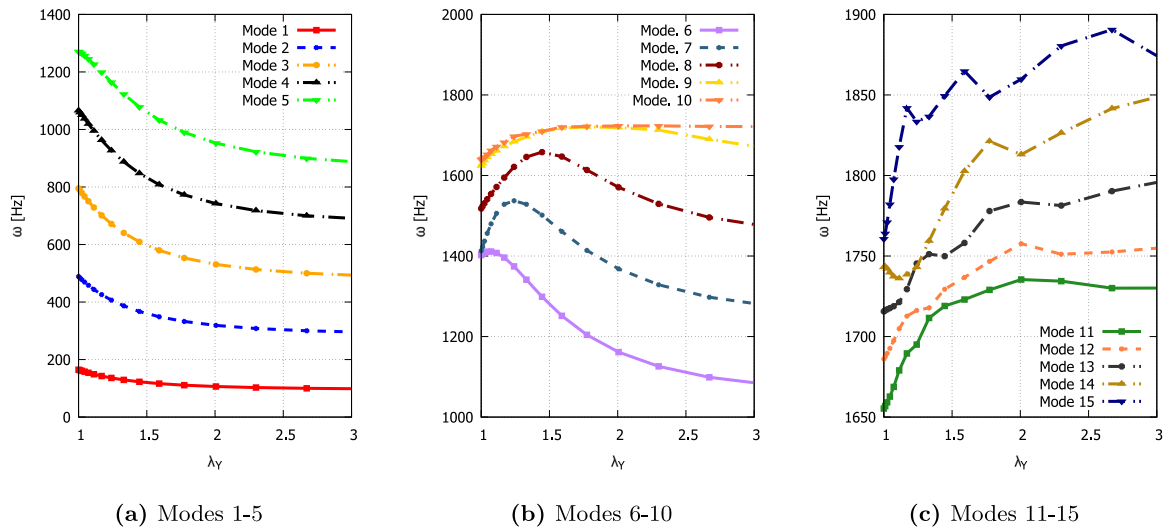 1400
1200
1000
800
600
400
200
0
ω [Hz]
1
1.5
2
2.5
3
λY
Mode 1
Mode 2
Mode 3
Mode 4
Mode 5
(a) Modes 1-5
2000
1800
1600
1400
1200
1000
ω [Hz]
1
1.5
2
2.5
3
λY
Mode. 6
Mode. 7
Mode. 8
Mode. 9
Mode. 10
(b) Modes 6-10
1900
1850
1800
1750
1700
1650
ω [Hz]
1
1.5
2
2.5
3
λY
Mode 11
Mode 12
Mode 13
Mode 14
Mode 15
(c) Modes 11-15